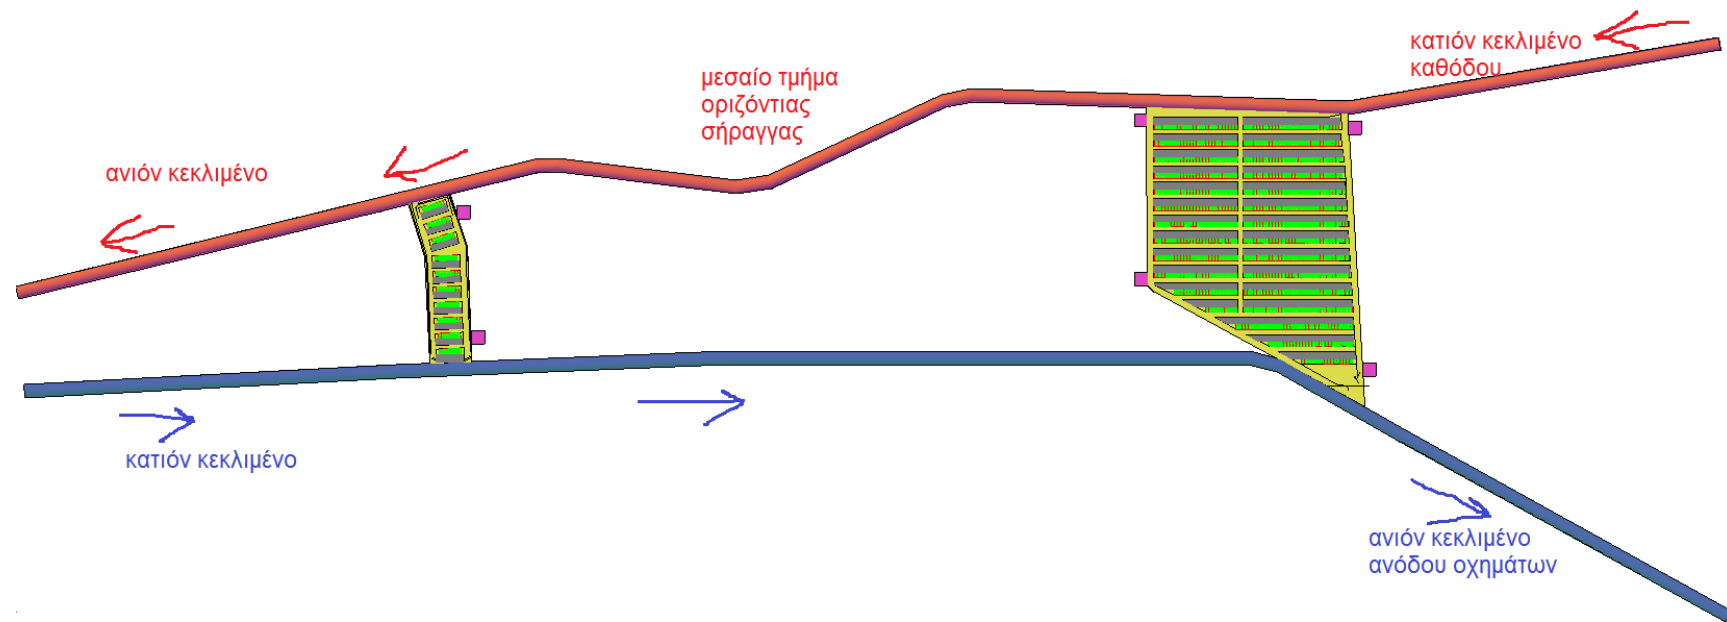 κατιόν κεκλιμένο
καθόδου
μεσαίο τμήμα
οριζόντιας
σήραγγας
ανιόν κεκλιμένο
κατιόν κεκλιμένο
ανιόν κεκλιμένο
ανόδου οχημάτων